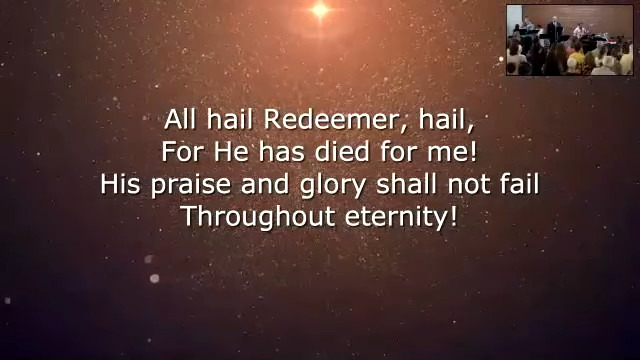 All hail Redeemer, hail,
For He has died for me!
His praise and glory shall not fail
Throughout eternity!